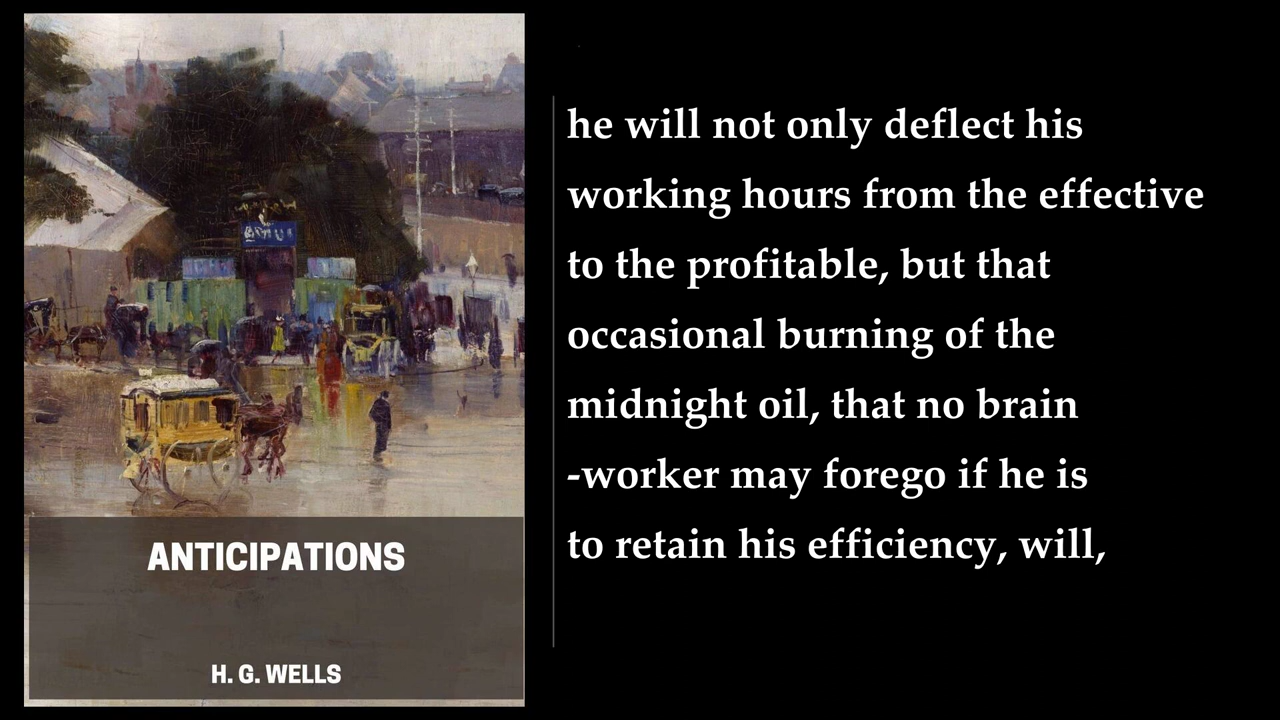 ANTICIPATIONS
H. G. WELLS
he will not only deflect his
working hours from the effective
to the profitable, but that
occasional burning of the
midnight oil, that no brain
-worker may forego if he is
to retain his efficiency, will,